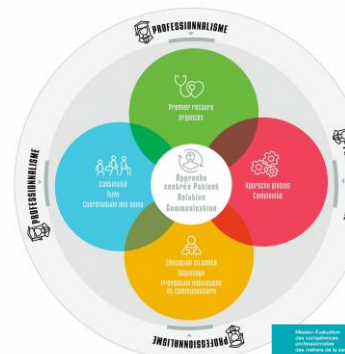 PROFESSIONNALISME
Premier recours
Urgences
PROFESSIONNALISME
Continuité
Suivi
Coordination des soins
Approche
centrée Patient
Relation
Communication
Approche globale
Complexité
Éducation en santé
Dépistage
Prévention individuelle
et communautaire
PROFESSIONNALISME
Mission Évaluation
des compétences
professionnelles
des métiers de la sa